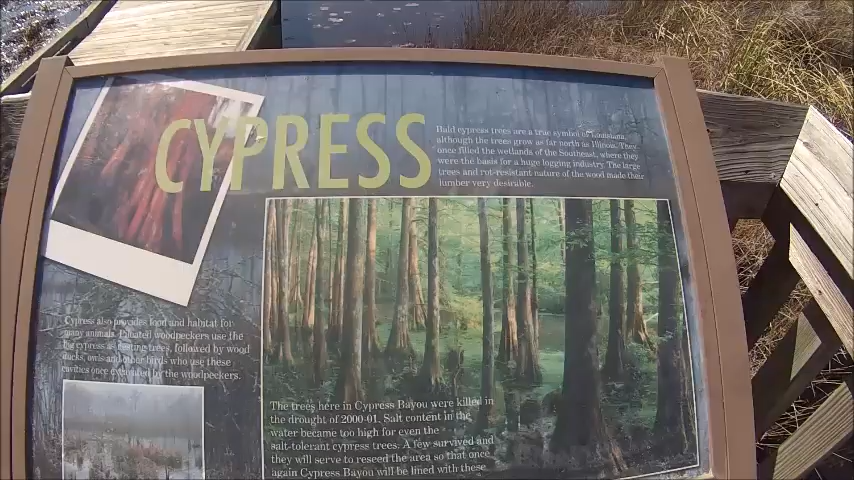 CYPRESS
Bald cypress trees are a true symbol of Louisiana
although the trees grow as far north as Illinois. They
once filled the wetlands of the Southeast, where they
were the basis for a huge logging industry. The large
trees and rot-resistant nature of the wood made their
lumber very desirable.
Cypress also provides food and habitat for
many animals. Pileated woodpeckers use the
big cypress as nesting trees, followed by wood
ducks, owls and other birds who use these
cavities once excavated by the woodpeckers.
The trees here in Cypress Bayou were killed in
the drought of 2000-01. Salt content in the
water became too high for even the
salt-tolerant cypress trees. A few survived and
they will serve to reseed the area so that once
again Cypress Bayou will be lined with these